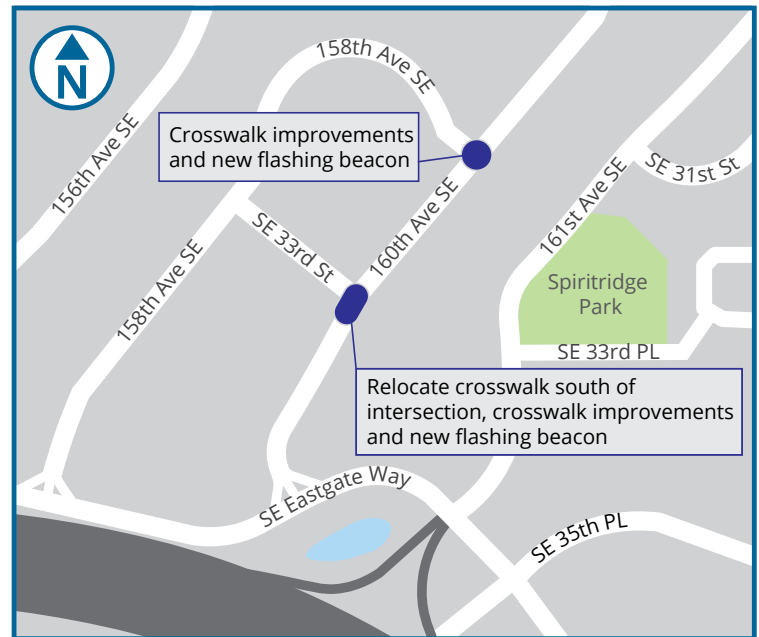 N
158th Ave SE
156th Ave SE
Crosswalk improvements
and new flashing beacon
SE 31st St
160th Ave SE
161st Ave SE
SE 33rd St
158th Ave SE
Spiritridge
Park
SE 33rd PL
Relocate crosswalk south of
intersection, crosswalk improvements
and new flashing beacon
SE Eastgate Way
SE 35th PL